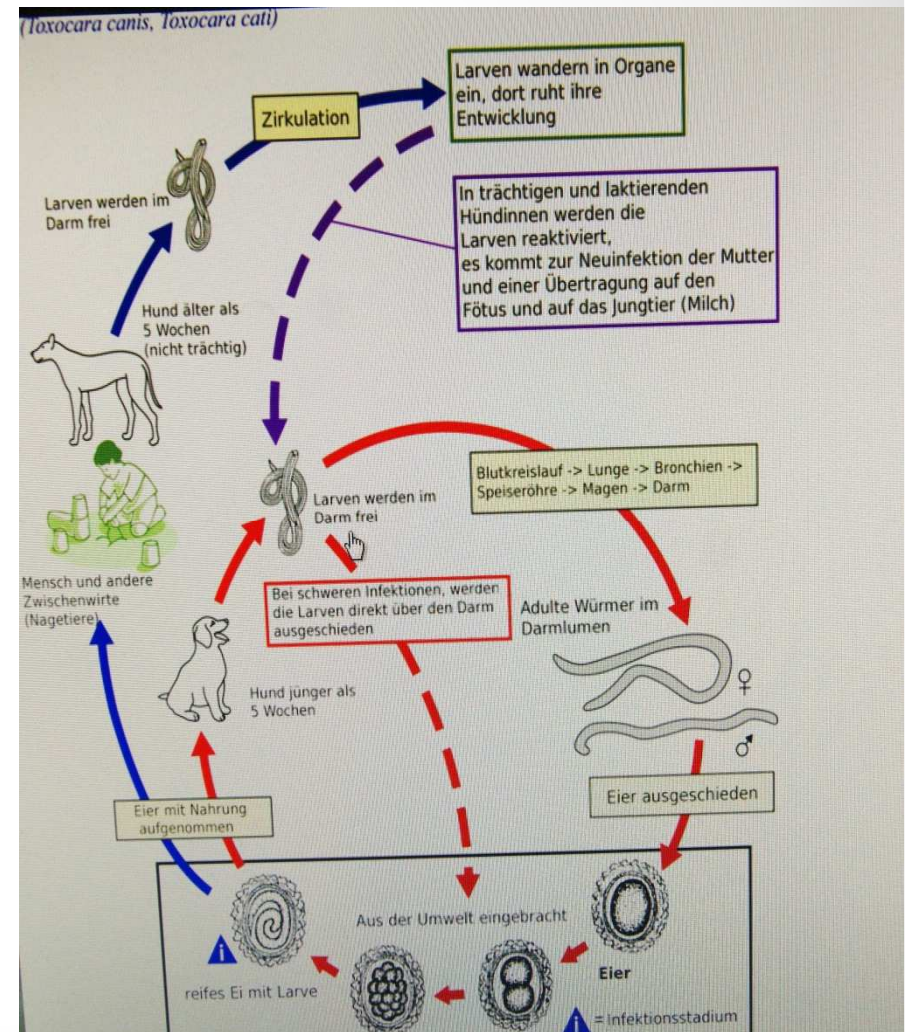 (Toxocara canis, Toxocara cati)
Larven wandern in Organe
ein, dort ruht ihre
Entwicklung
Zirkulation
Larven werden im
Darm frei
In trächtigen und laktierenden
Hündinnen werden die
Larven reaktiviert,
es kommt zur Neuinfektion der Mutter
und einer Übertragung auf den
Fötus und auf das Jungtier (Milch)
Hund älter als
5 Wochen
(nicht trächtig)
Blutkreislauf -> Lunge -> Bronchien ->
Speiseröhre -> Magen -> Darm
Larven werden im
Darm frei
Mensch und andere
Zwischenwirte
(Nagetiere)
Bei schweren Infektionen, werden
die Larven direkt über den Darm
ausgeschieden
Adulte Würmer im
Darmlumen
♀
♂
Hund jünger als
5 Wochen
Eier ausgeschieden
Eier mit Nahrung
aufgenommen
Aus der Umwelt eingebracht
i
reifes Ei mit Larve
Eier
i = Infektionsstadium